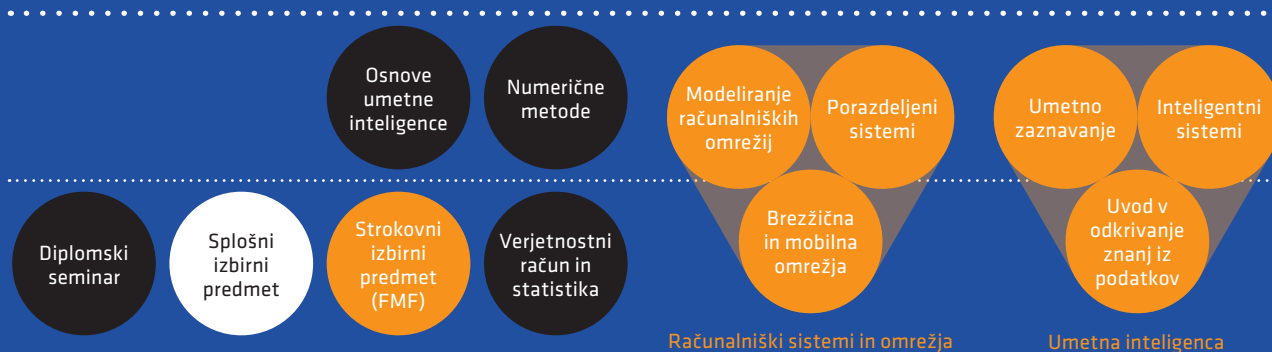 Osnove
umetne
inteligence
Numerične
metode
Modeliranje
računalniških
omrežij
Porazdeljeni
sistemi
Umetno
zaznavanje
Inteligentni
sistemi
Diplomski
seminar
Splošni
izbirni
predmet
Strokovni
izbirni
predmet
(FMF)
Verjetnostni
račun in
statistika
Brezžična
in mobilna
omrežja
Uvod v
odkrivanje
znanj iz
podatkov
Računalniški sistemi in omrežja
Umetna inteligenca